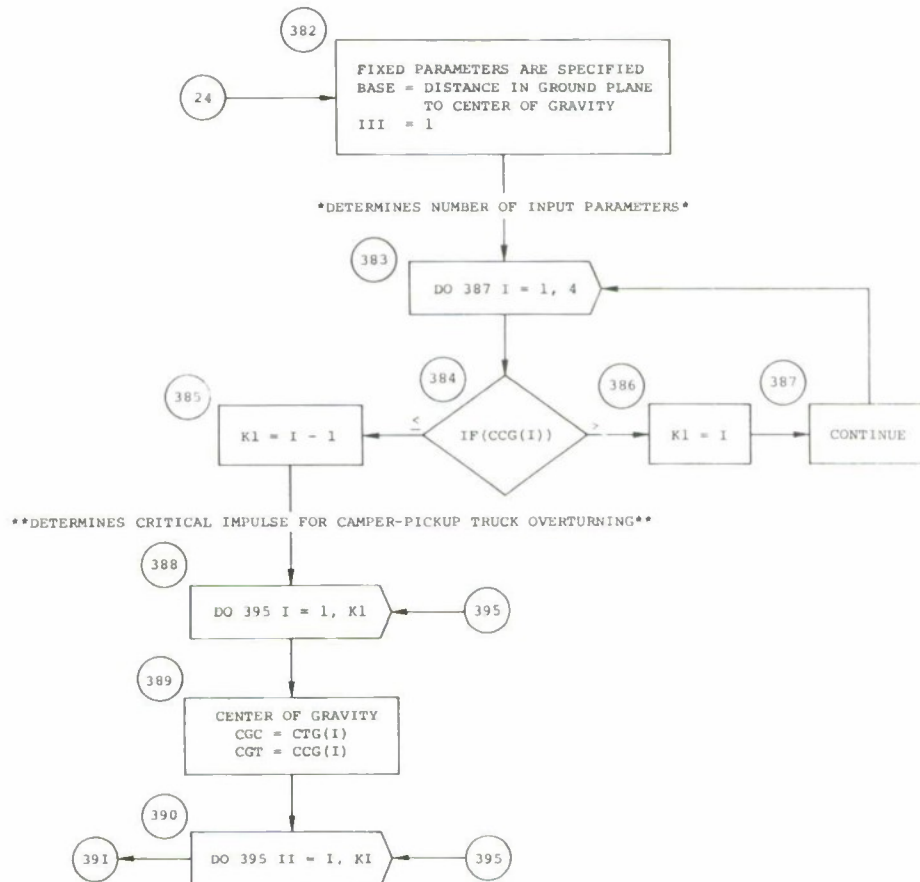 382
24
FIXED PARAMETERS ARE SPECIFIED
BASE = DISTANCE IN GROUND PLANE
TO CENTER OF GRAVITY
III = 1
*DETERMINES NUMBER OF INPUT PARAMETERS*
383
DO 387 I = 1, 4
384
385
386
387
K1 = I - 1
≤
IF(CCG(I))
>
K1 = I
CONTINUE
**DETERMINES CRITICAL IMPULSE FOR CAMPER-PICKUP TRUCK OVERTURNING**
388
DO 395 I = 1, K1
395
389
CENTER OF GRAVITY
CGC = CTG(I)
CGT = CCG(I)
390
391
DO 395 II = I, KI
395